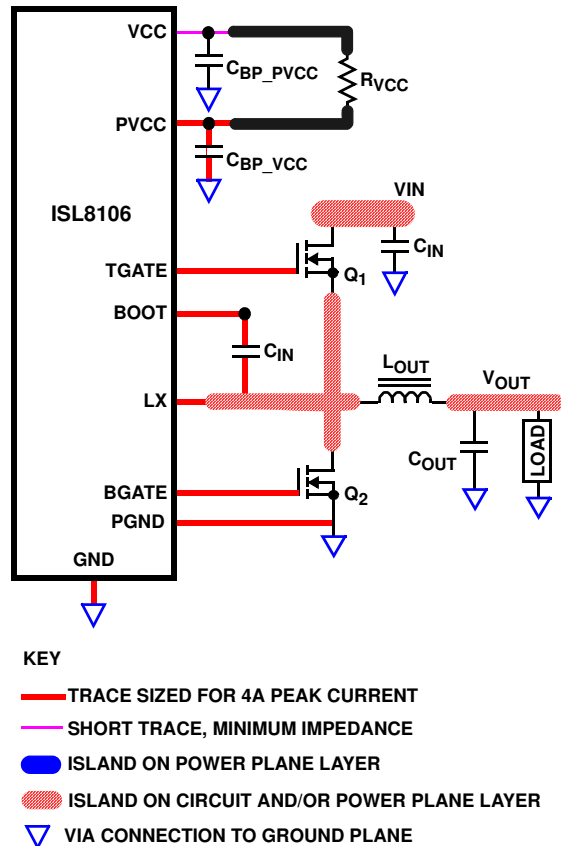 VCC
CBP_PVCC
RVCC
PVCC
CBP_VCC
ISL8106
VIN
CIN
TGATE
Q1
BOOT
CIN
LOUT
VOUT
LX
COUT
LOAD
BGATE
Q2
PGND
GND
KEY
TRACE SIZED FOR 4A PEAK CURRENT
SHORT TRACE, MINIMUM IMPEDANCE
ISLAND ON POWER PLANE LAYER
ISLAND ON CIRCUIT AND/OR POWER PLANE LAYER
VIA CONNECTION TO GROUND PLANE